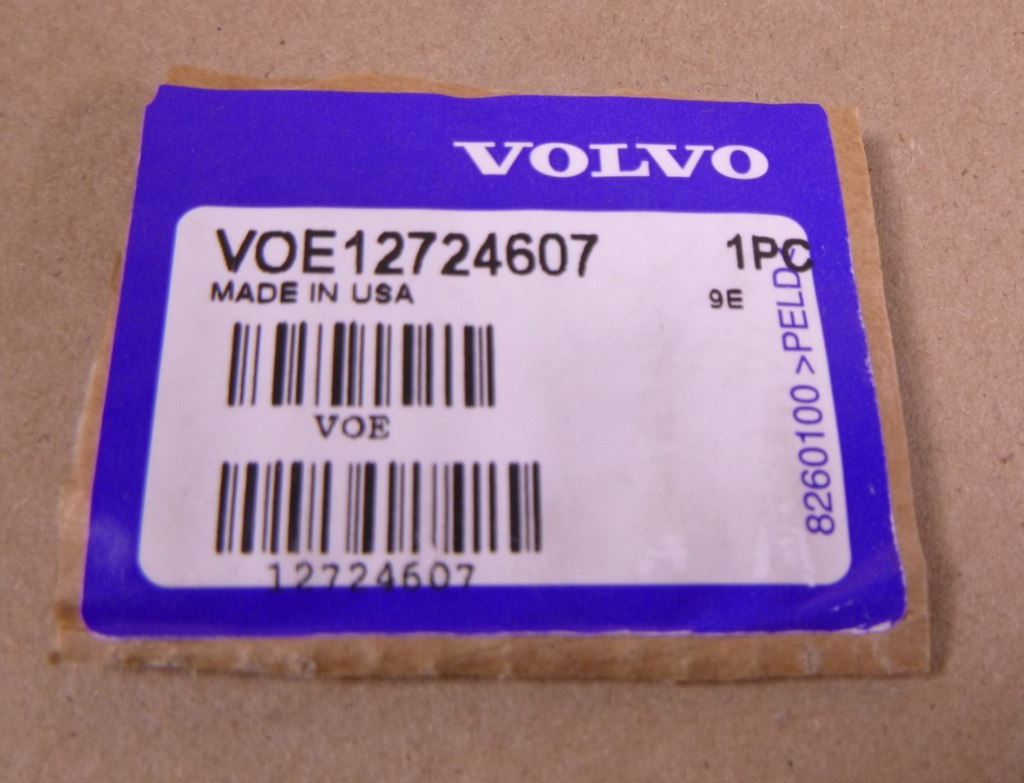 VOLVO
VOE12724607 1PC
MADE IN USA 9E
VOE
12724607
8260100 >PELD<